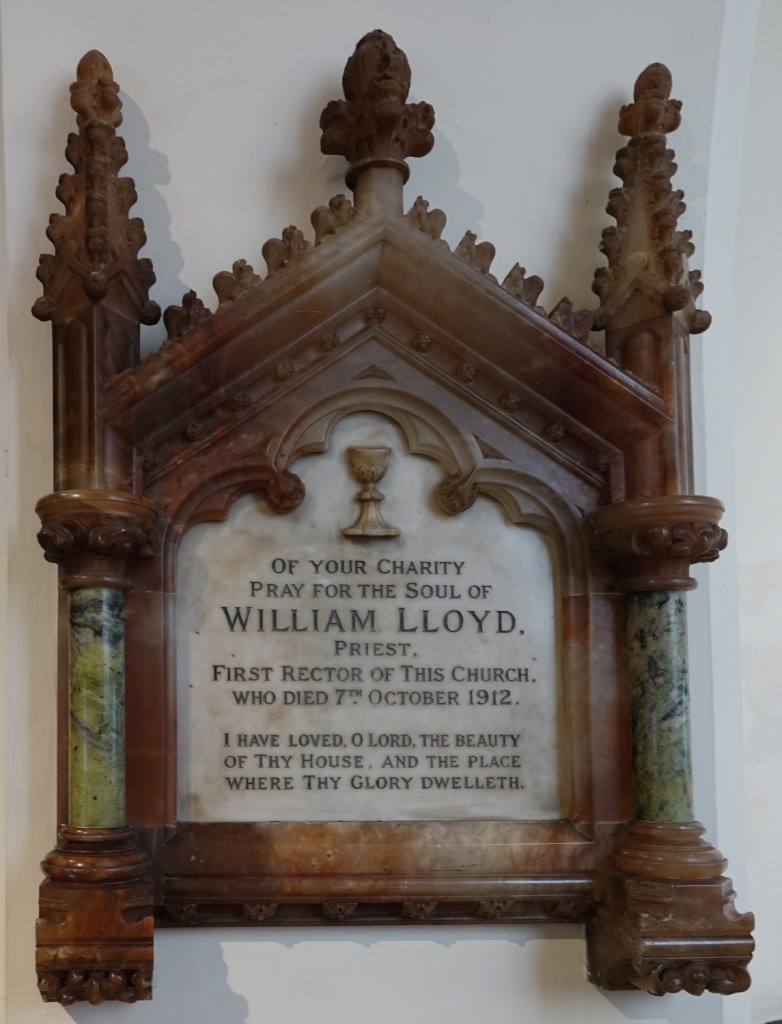 OF YOUR CHARITY
PRAY FOR THE SOUL OF
WILLIAM LLOYD,
PRIEST,
FIRST RECTOR OF THIS CHURCH,
WHO DIED 7TH. OCTOBER 1912.
I HAVE LOVED, O LORD, THE BEAUTY
OF THY HOUSE, AND THE PLACE
WHERE THY GLORY DWELLETH.